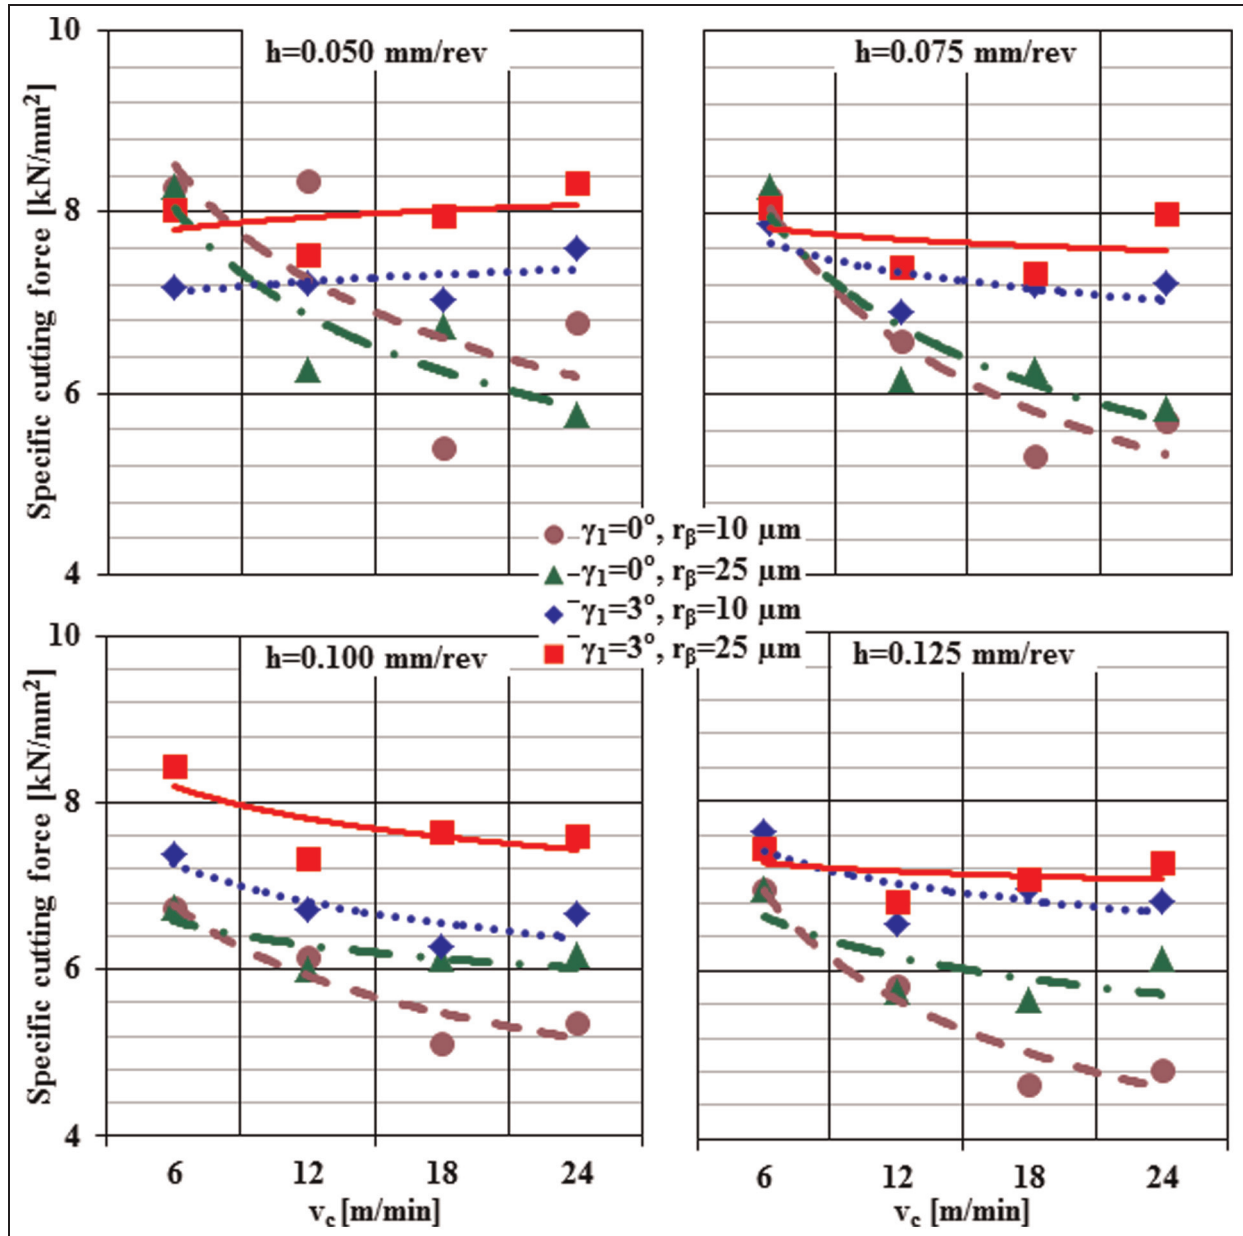 10
h=0.050 mm/rev
h=0.075 mm/rev
Specific cutting force [kN/mm²]
8
6
4
γ₁=0°, rᵦ=10 µm
γ₁=0°, rᵦ=25 µm
γ₁=3°, rᵦ=10 µm
γ₁=3°, rᵦ=25 µm
10
h=0.100 mm/rev
h=0.125 mm/rev
Specific cutting force [kN/mm²]
8
6
4
6 12 18 24
6 12 18 24
v_c [m/min]
v_c [m/min]